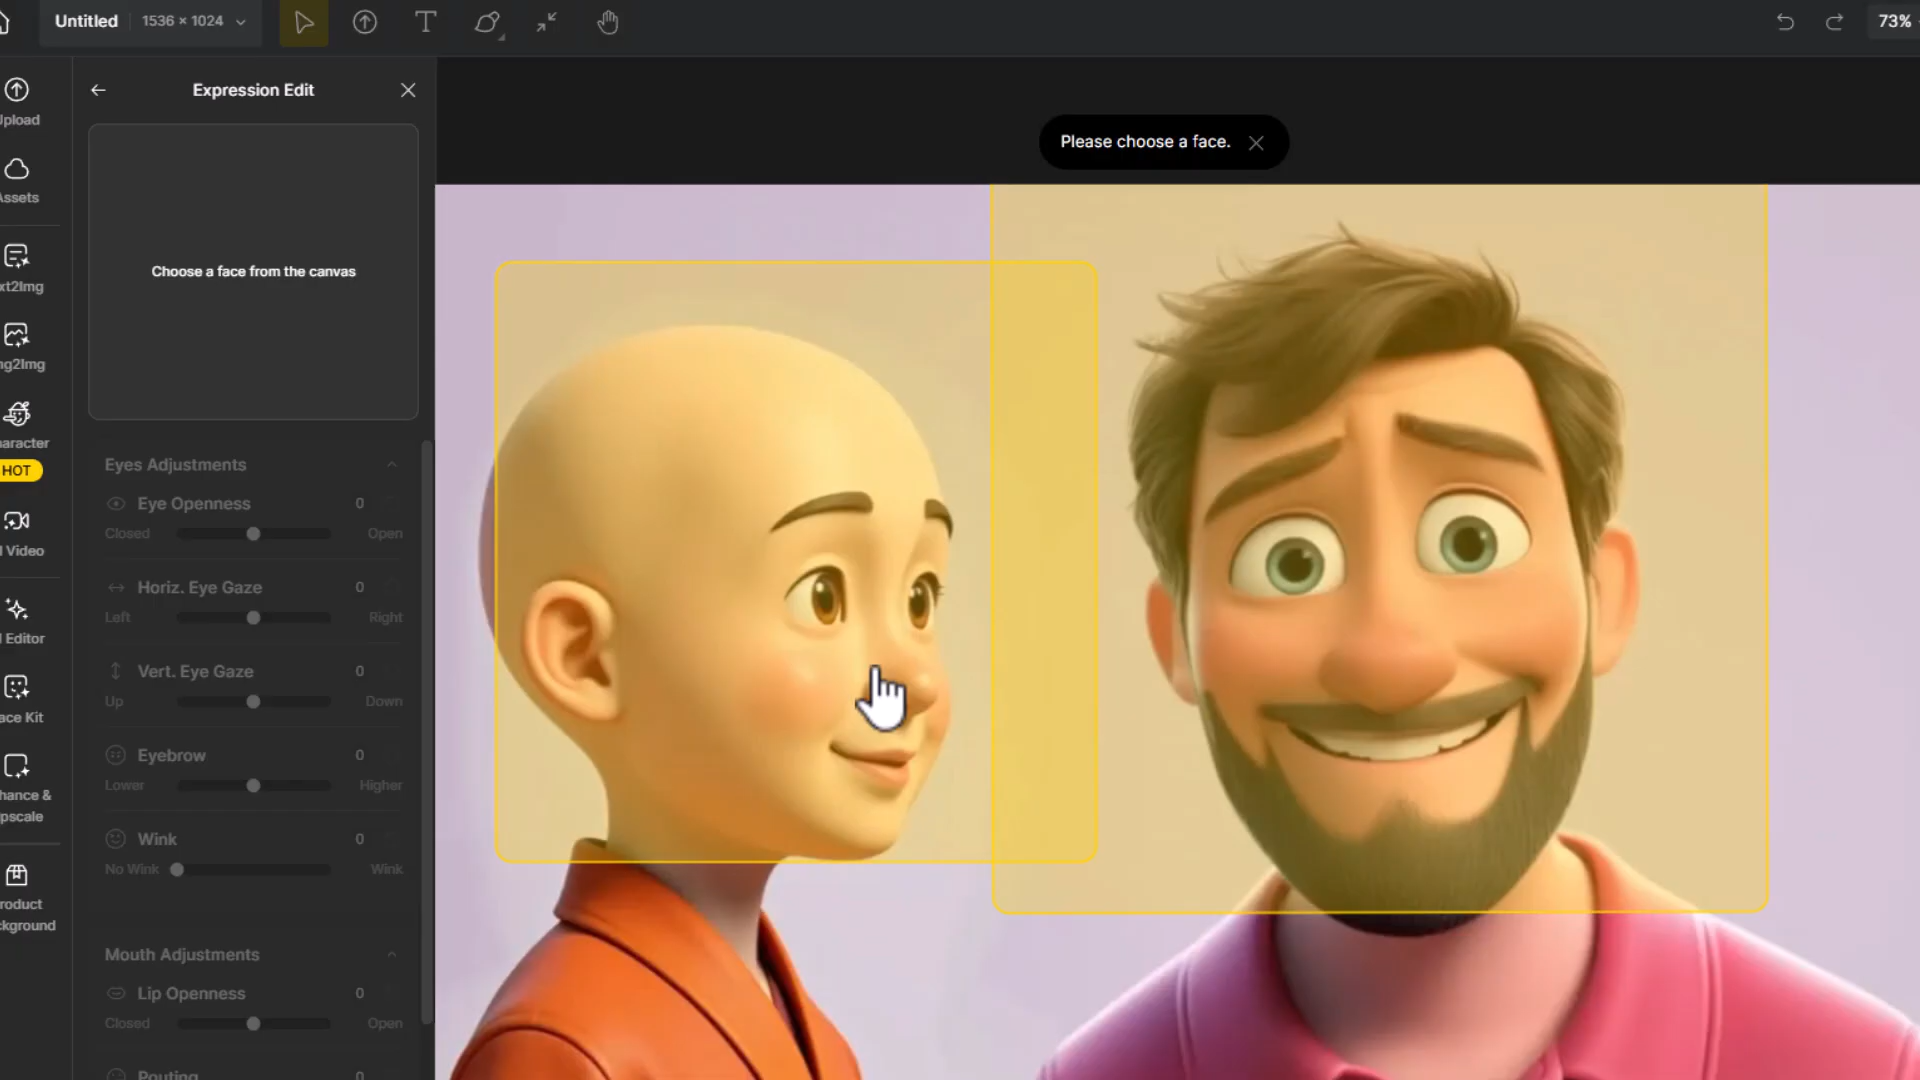 Untitled 1536 × 1024
73%
Expression Edit
Please choose a face.
Upload
Assets
Choose a face from the canvas
xt2Img
ng2Img
aracter
HOT
I Video
I Editor
ace Kit
hance &
pscale
roduct
ckground
Eyes Adjustments
Eye Openness 0
Closed Open
Horiz. Eye Gaze 0
Left Right
Vert. Eye Gaze 0
Up Down
Eyebrow 0
Lower Higher
Wink 0
No Wink Wink
Mouth Adjustments
Lip Openness 0
Closed Open
Pouting 0